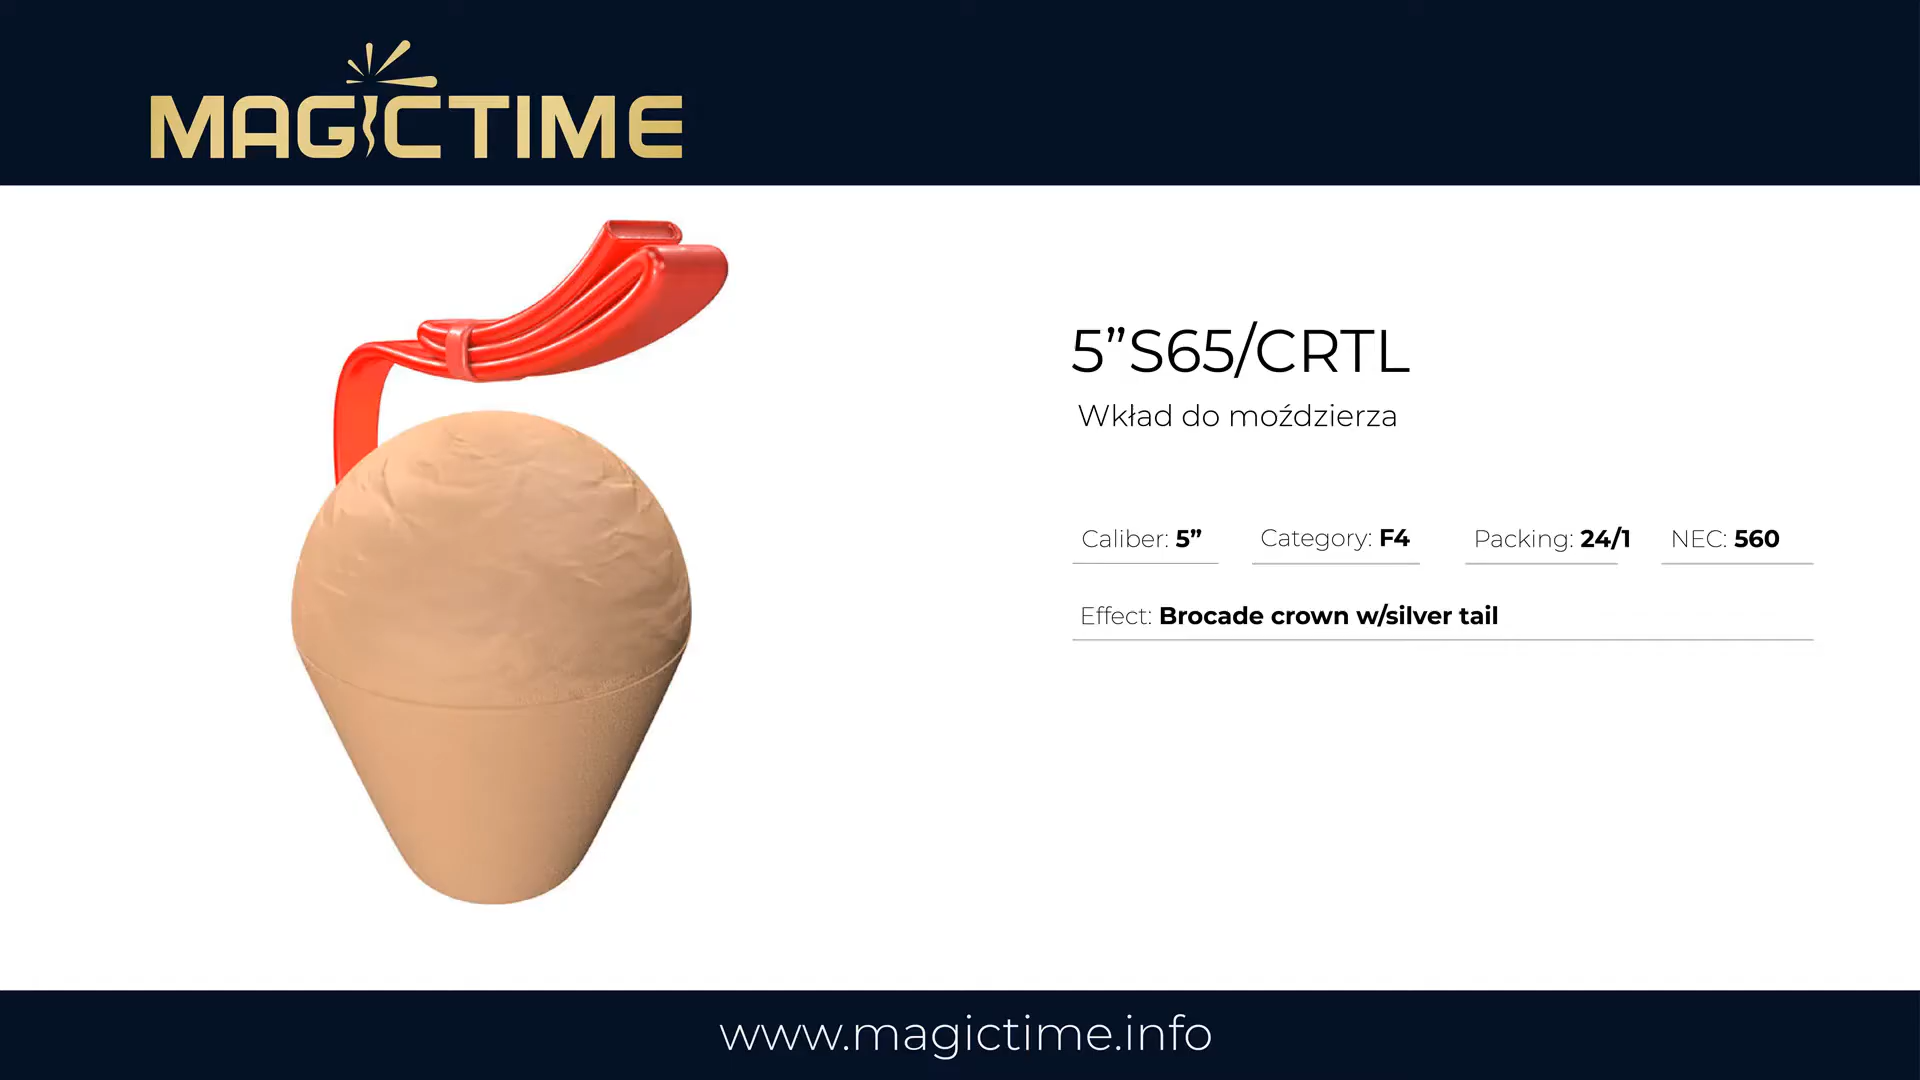 MAGICTIME
5”S65/CRTL
Wkład do moździerza
Caliber: 5” Category: F4 Packing: 24/1 NEC: 560
Effect: Brocade crown w/silver tail
www.magictime.info